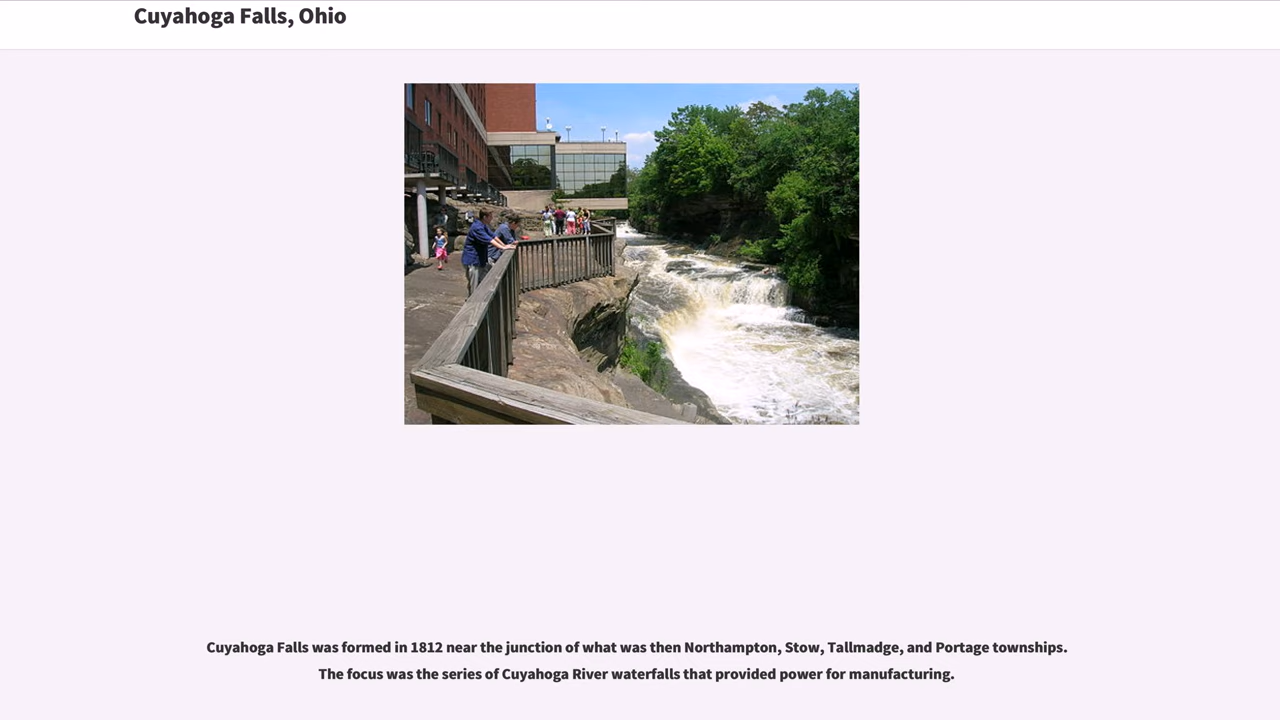 Cuyahoga Falls, Ohio
Cuyahoga Falls was formed in 1812 near the junction of what was then Northampton, Stow, Tallmadge, and Portage townships.
The focus was the series of Cuyahoga River waterfalls that provided power for manufacturing.